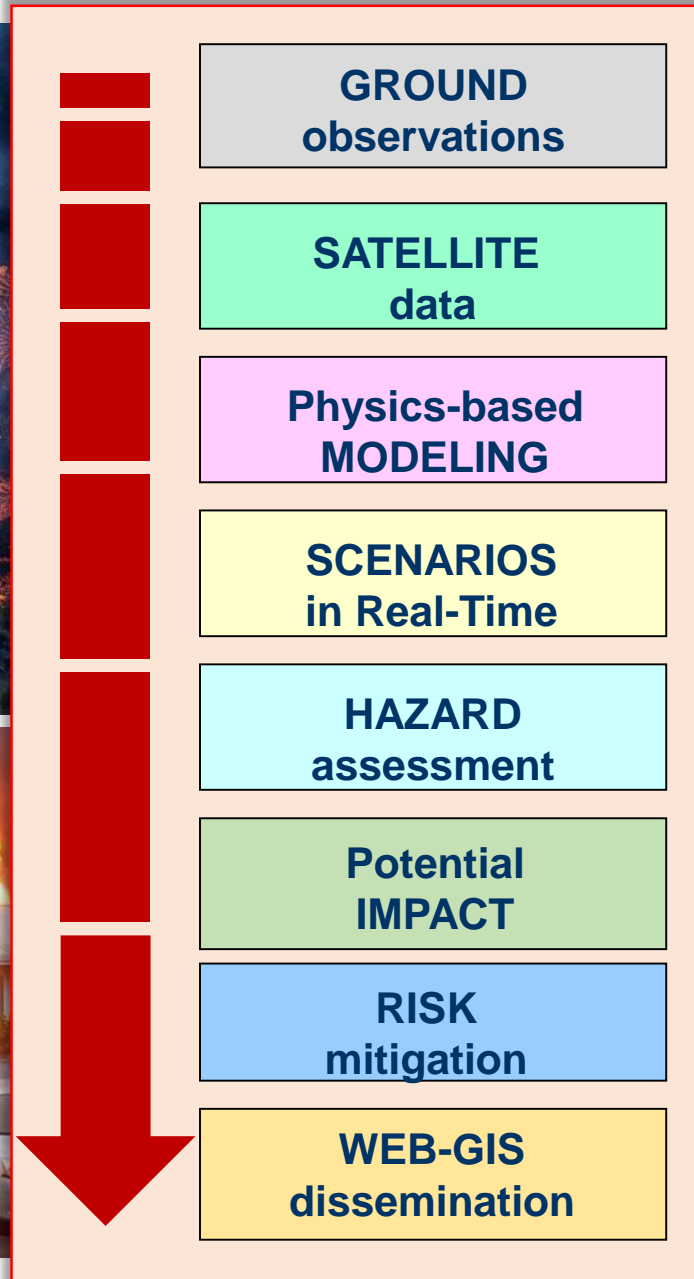 GROUND
observations
SATELLITE
data
Physics-based
MODELING
SCENARIOS
in Real-Time
HAZARD
assessment
Potential
IMPACT
RISK
mitigation
WEB-GIS
dissemination